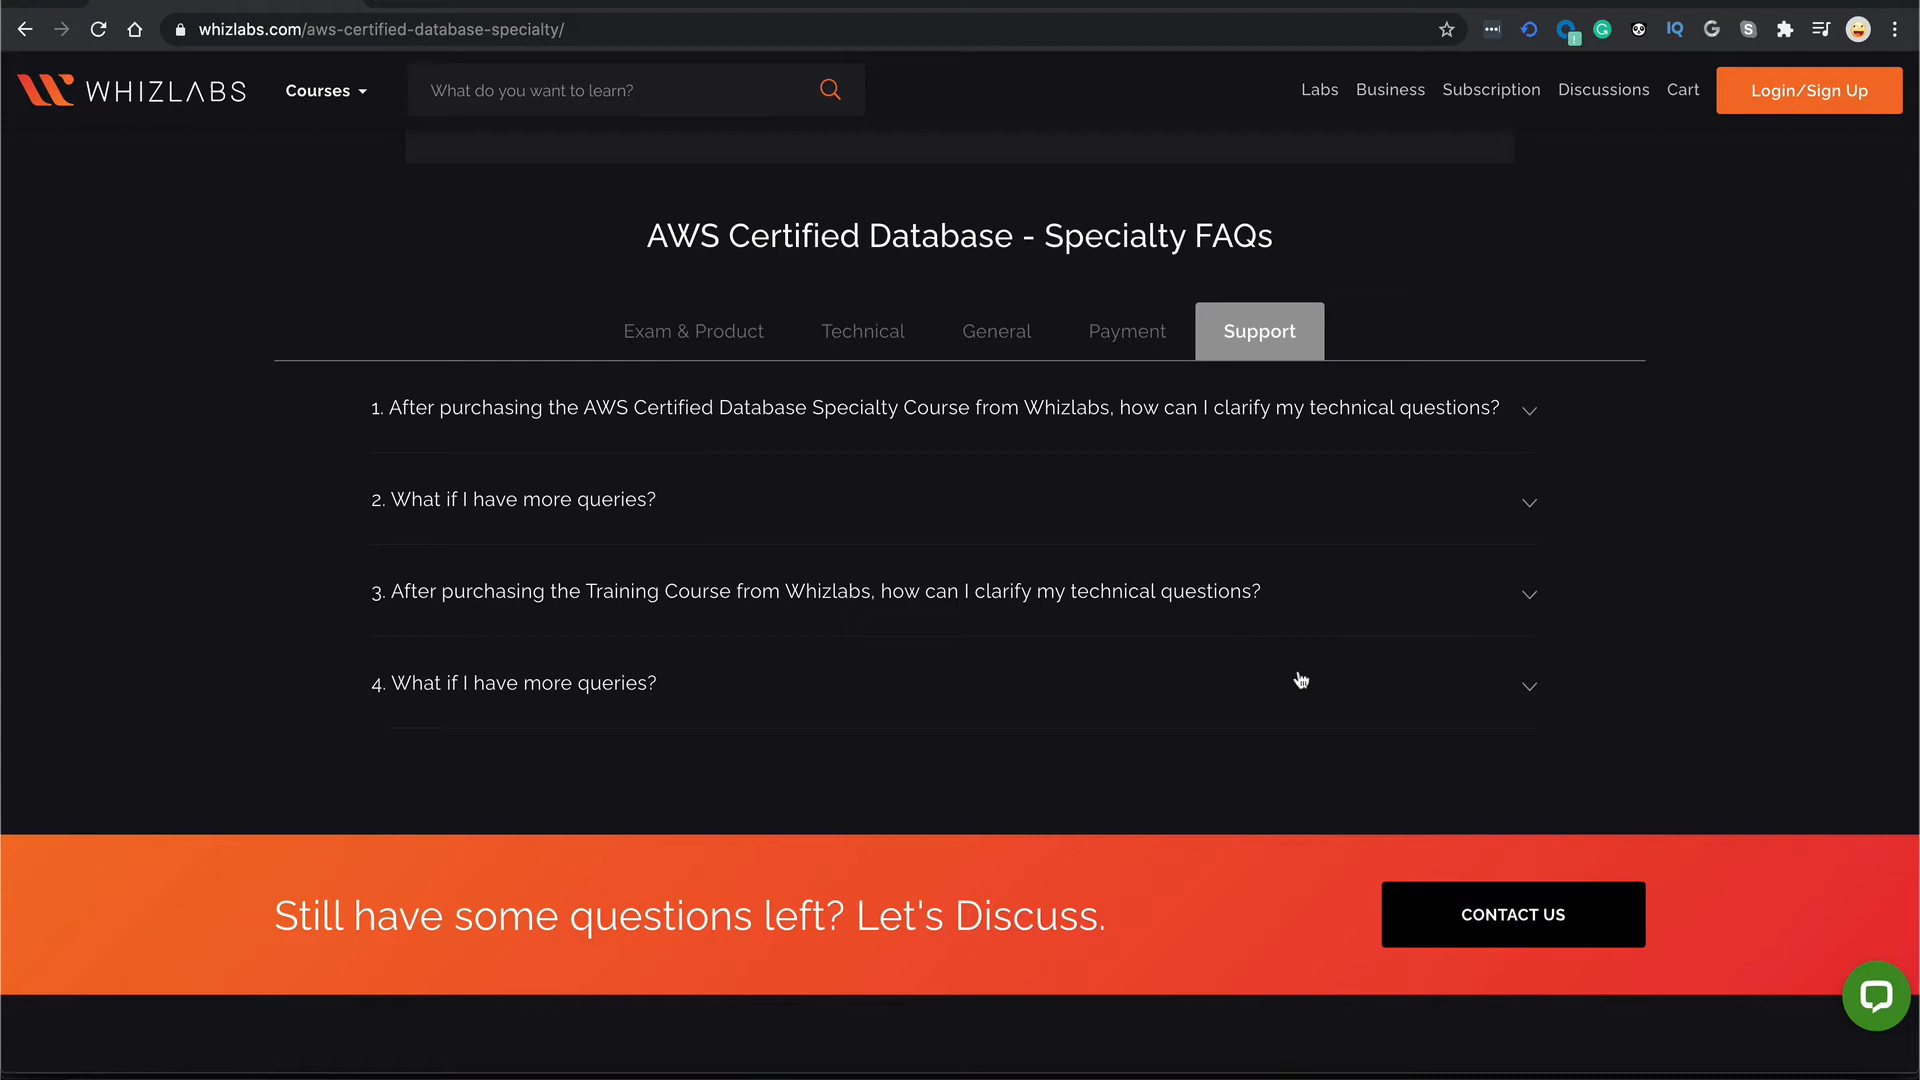 whizlabs.com/aws-certified-database-specialty/
WHIZLABS
Courses
What do you want to learn?
Labs
Business
Subscription
Discussions
Cart
Login/Sign Up
AWS Certified Database - Specialty FAQs
Exam & Product
Technical
General
Payment
Support
1. After purchasing the AWS Certified Database Specialty Course from Whizlabs, how can I clarify my technical questions?
2. What if I have more queries?
3. After purchasing the Training Course from Whizlabs, how can I clarify my technical questions?
4. What if I have more queries?
Still have some questions left? Let's Discuss.
CONTACT US